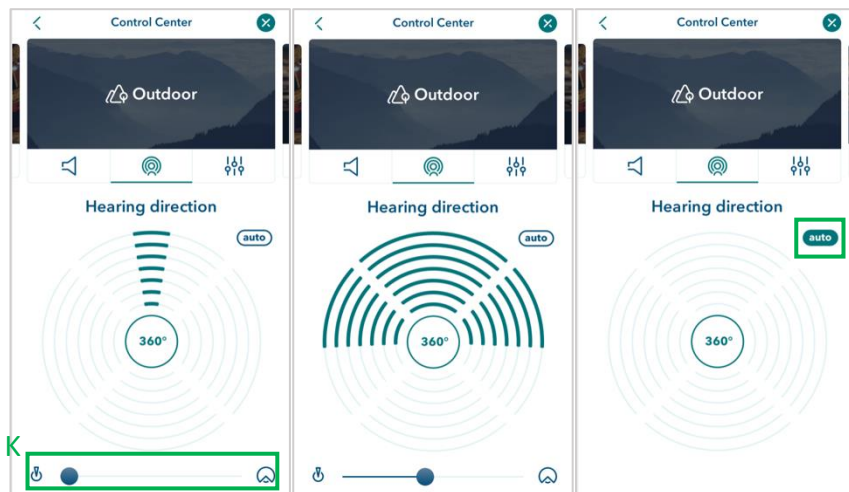 Control Center
Outdoor
Hearing direction
auto
360°
K
Control Center
Outdoor
Hearing direction
auto
360°
Control Center
Outdoor
Hearing direction
auto
360°